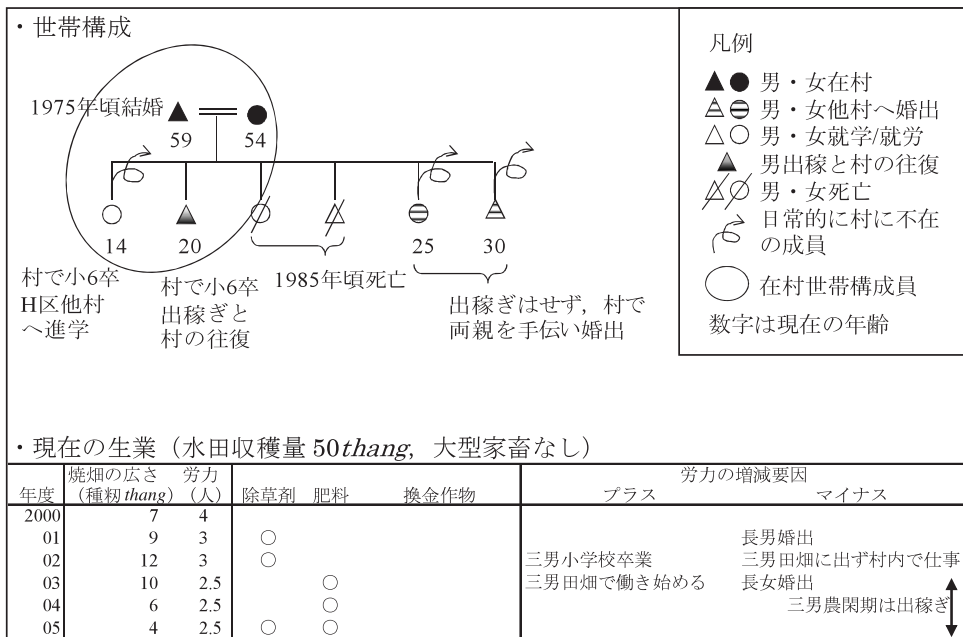 ・世帯構成
1975年頃結婚
59
54
14
20
25
30
村で小6卒
H区他村
へ進学
村で小6卒
出稼ぎと
村の往復
1985年頃死亡
出稼ぎはせず，村で
両親を手伝い婚出
凡例
男・女在村
男・女他村へ婚出
男・女就学/就労
男出稼と村の往復
男・女死亡
日常的に村に不在
の成員
在村世帯構成員
数字は現在の年齢
・現在の生業（水田収穫量 50thang，大型家畜なし）
焼畑の広さ 労力 労力の増減要因
年度 （種籾thang） （人） 除草剤 肥料 換金作物 プラス マイナス
2000 7 4
01 9 3 ○ 長男婚出
02 12 3 ○ 三男小学校卒業 三男田畑に出ず村内で仕事
03 10 2.5 ○ 三男田畑で働き始める 長女婚出
04 6 2.5 ○ 三男農閑期は出稼ぎ
05 4 2.5 ○ ○